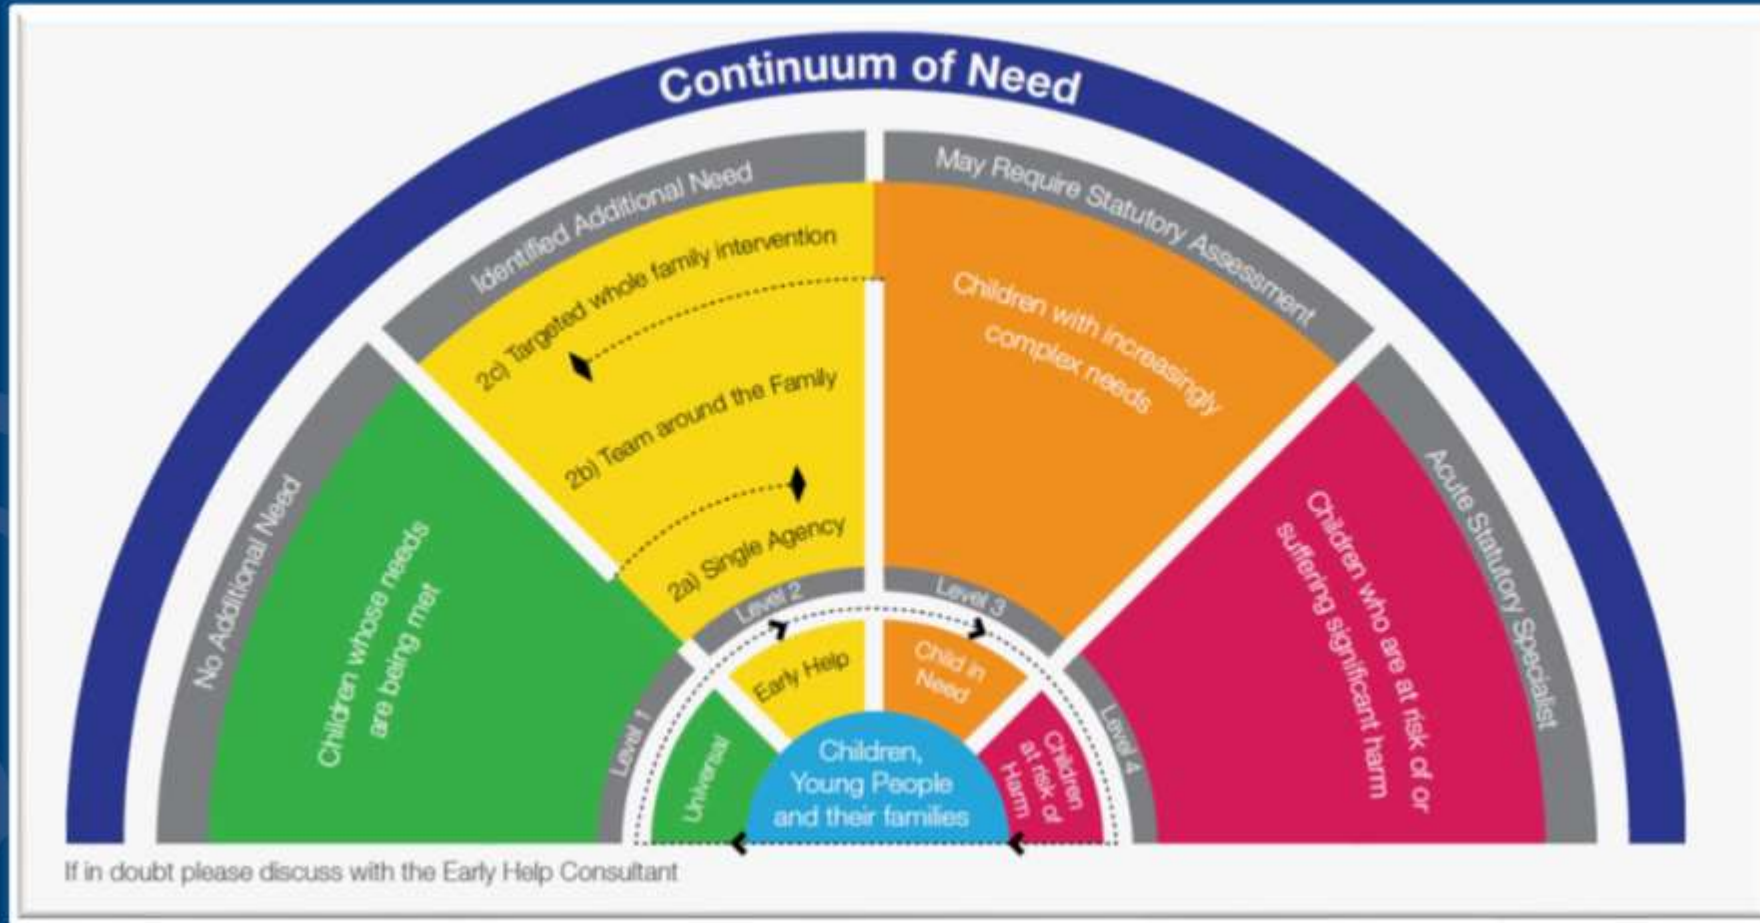 Continuum of Need
No Additional Need
Identified Additional Need
May Require Statutory Assessment
Acute Statutory Specialist
Children whose needs
are being met
2c) Targeted whole family intervention
2b) Team around the Family
2a) Single Agency
Children with increasingly
complex needs
Children who are at risk of or
suffering significant harm
Level 1
Level 2
Level 3
Level 4
Universal
Early Help
Child in
Need
Children
at risk of
Harm
Children,
Young People
and their families
If in doubt please discuss with the Early Help Consultant